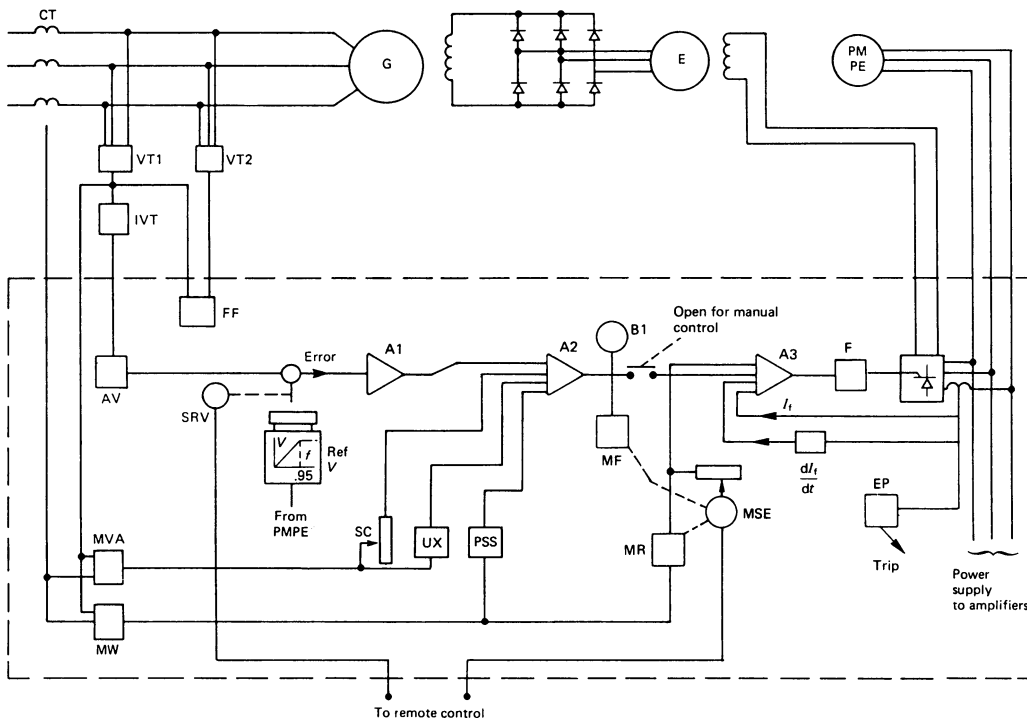 CT
G
E
PM
PE
VT1
VT2
IVT
FF
Open for manual
control
B1
Error
A1
A2
A3
F
AV
SRV
V
f
.95
Ref
V
I_f
MF
dI_f
dt
From
PMPE
SC
MSE
EP
MVA
UX
PSS
MR
Trip
Power
supply
to amplifiers
MW
To remote control